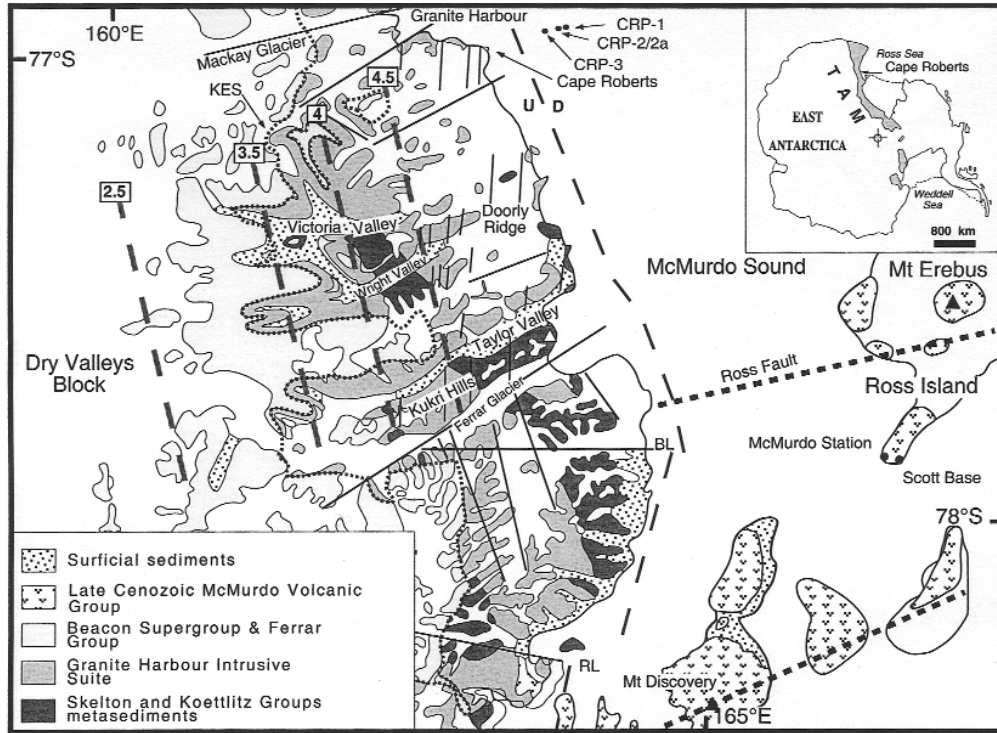 160°E
Granite Harbour
CRP-1
CRP-2/2a
CRP-3
Cape Roberts
77°S
Mackay Glacier
KES
4.5
4
3.5
2.5
U D
Ross Sea
Cape Roberts
TAM
EAST
ANTARCTICA
Weddell
Sea
800 km
Victoria Valley
Doorly
Ridge
Wright Valley
McMurdo Sound
Mt Erebus
Taylor Valley
Dry Valleys
Block
Kukri Hills
Ferrar Glacier
Ross Fault
Ross Island
BL
McMurdo Station
Scott Base
78°S
RL
Mt Discovery
165°E
Surficial sediments
Late Cenozoic McMurdo Volcanic
Group
Beacon Supergroup & Ferrar
Group
Granite Harbour Intrusive
Suite
Skelton and Koettlitz Groups
metasediments